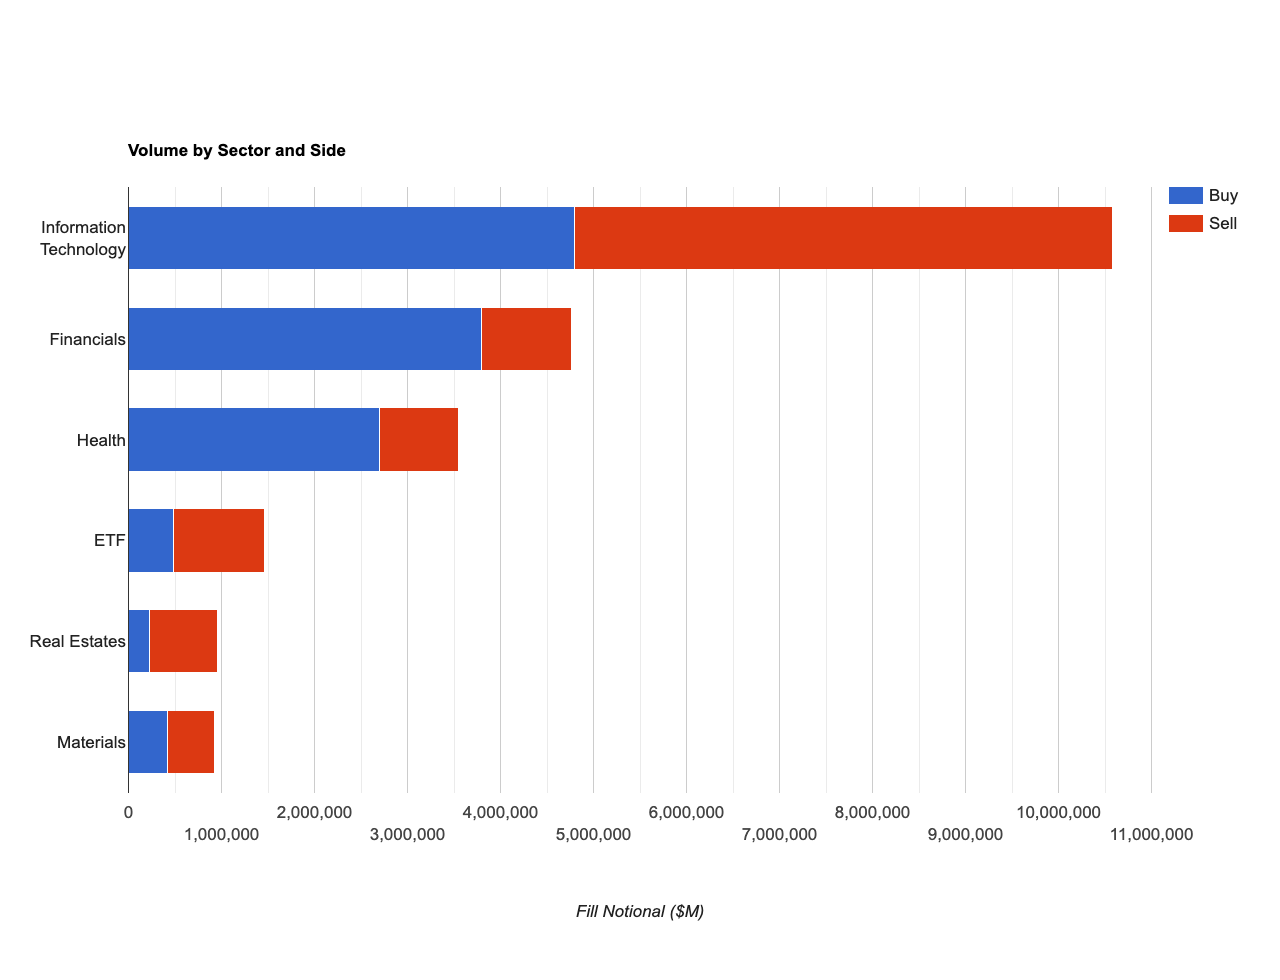 Volume by Sector and Side
Buy
Sell
Information
Technology
Financials
Health
ETF
Real Estates
Materials
0
1,000,000
2,000,000
3,000,000
4,000,000
5,000,000
6,000,000
7,000,000
8,000,000
9,000,000
10,000,000
11,000,000
Fill Notional ($M)